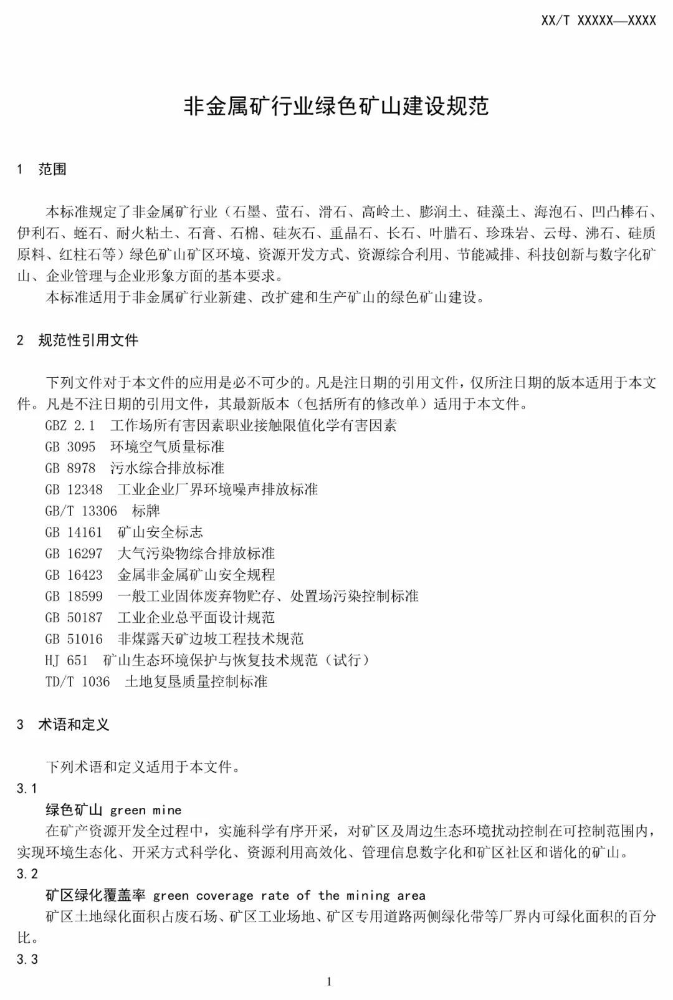 XX/T XXXXX—XXXX
非金属矿行业绿色矿山建设规范
1 范围
本标准规定了非金属矿行业（石墨、萤石、滑石、高岭土、膨润土、硅藻土、海泡石、凹凸棒石、
伊利石、蛭石、耐火粘土、石膏、石棉、硅灰石、重晶石、长石、叶腊石、珍珠岩、云母、沸石、硅质
原料、红柱石等）绿色矿山矿区环境、资源开发方式、资源综合利用、节能减排、科技创新与数字化矿
山、企业管理与企业形象方面的基本要求。
本标准适用于非金属矿行业新建、改扩建和生产矿山的绿色矿山建设。
2 规范性引用文件
下列文件对于本文件的应用是必不可少的。凡是注日期的引用文件，仅所注日期的版本适用于本文
件。凡是不注日期的引用文件，其最新版本（包括所有的修改单）适用于本文件。
GBZ 2.1 工作场所有害因素职业接触限值化学有害因素
GB 3095 环境空气质量标准
GB 8978 污水综合排放标准
GB 12348 工业企业厂界环境噪声排放标准
GB/T 13306 标牌
GB 14161 矿山安全标志
GB 16297 大气污染物综合排放标准
GB 16423 金属非金属矿山安全规程
GB 18599 一般工业固体废弃物贮存、处置场污染控制标准
GB 50187 工业企业总平面设计规范
GB 51016 非煤露天矿边坡工程技术规范
HJ 651 矿山生态环境保护与恢复技术规范（试行）
TD/T 1036 土地复垦质量控制标准
3 术语和定义
下列术语和定义适用于本文件。
3.1
绿色矿山 green mine
在矿产资源开发全过程中，实施科学有序开采，对矿区及周边生态环境扰动控制在可控制范围内，
实现环境生态化、开采方式科学化、资源利用高效化、管理信息数字化和矿区社区和谐化的矿山。
3.2
矿区绿化覆盖率 green coverage rate of the mining area
矿区土地绿化面积占废石场、矿区工业场地、矿区专用道路两侧绿化带等厂界内可绿化面积的百分
比。
3.3
1